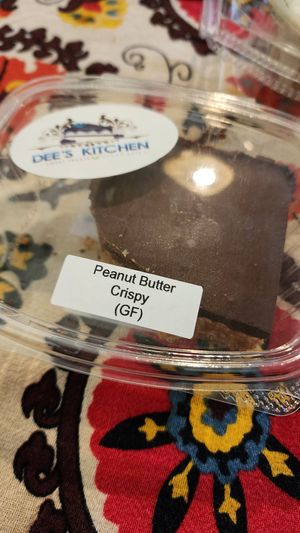 DEE'S KITCHEN
Peanut Butter
Crispy
(GF)